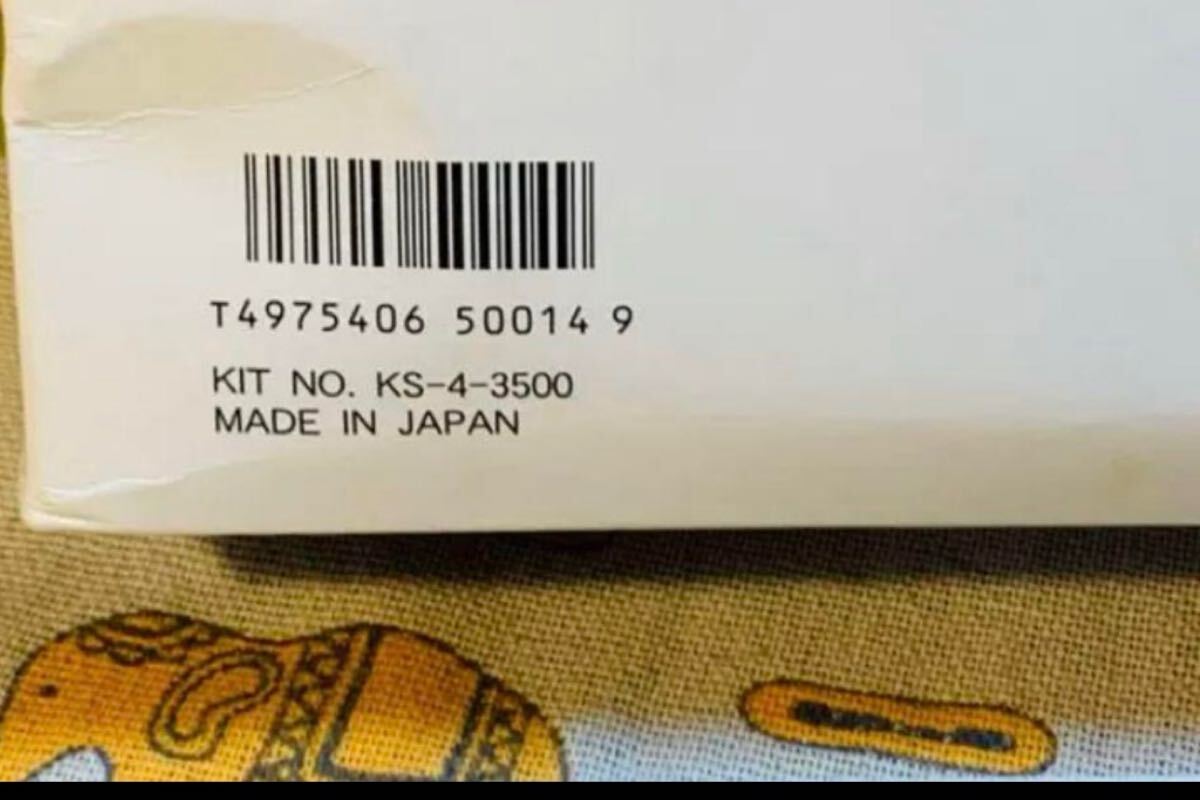 T4975406 50014 9
KIT NO. KS-4-3500
MADE IN JAPAN